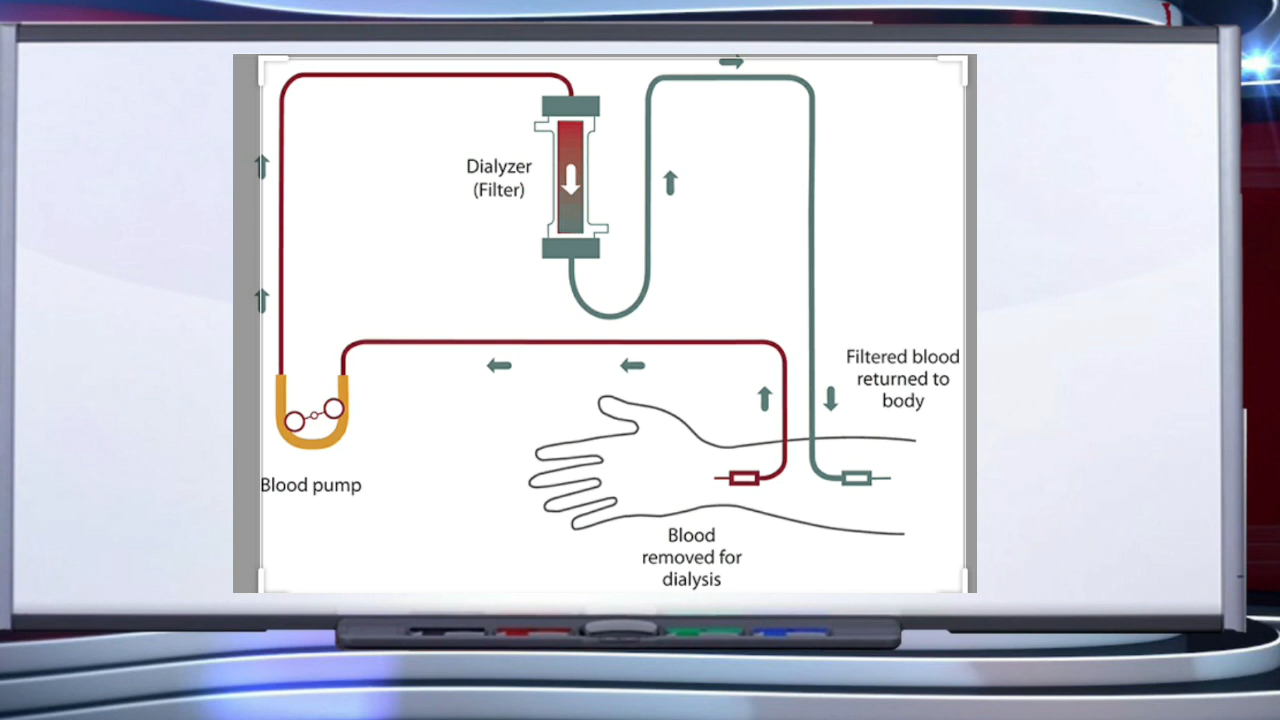 Dialyzer
(Filter)
Filtered blood
returned to
body
Blood pump
Blood
removed for
dialysis